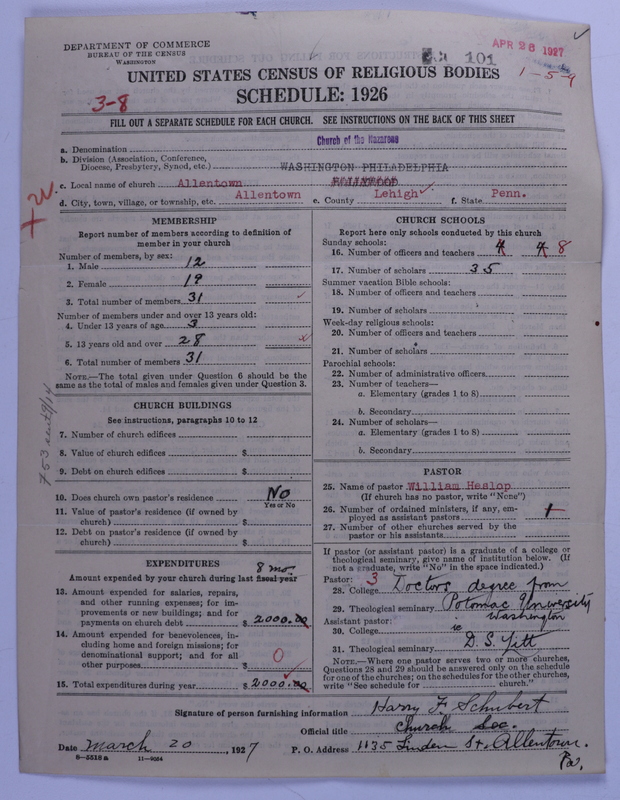 DEPARTMENT OF COMMERCE
BUREAU OF THE CENSUS
WASHINGTON
101
APR 26 1927
1-5-9
UNITED STATES CENSUS OF RELIGIOUS BODIES
3-8
SCHEDULE: 1926
FILL OUT A SEPARATE SCHEDULE FOR EACH CHURCH. SEE INSTRUCTIONS ON THE BACK OF THIS SHEET
a. Denomination Church of the Nazarene
b. Division (Association, Conference, Diocese, Presbytery, Synod, etc.) WASHINGTON PHILADELPHIA
c. Local name of church Allentown
d. City, town, village, or township, etc. Allentown e. County Lehigh f. State Penn.
MEMBERSHIP
Report number of members according to definition of
member in your church
Number of members, by sex:
1. Male 12
2. Female 19
3. Total number of members 31
Number of members under and over 13 years old:
4. Under 13 years of age 3
5. 13 years old and over 28
6. Total number of members 31
NOTE.—The total given under Question 6 should be
same as the total of males and females given under Question 3.
CHURCH BUILDINGS
See instructions, paragraphs 10 to 12
7. Number of church edifices
8. Value of church edifices $
9. Debt on church edifices $
10. Does church own pastor's residence No
Yes or No
11. Value of pastor's residence (if owned by
church) $
12. Debt on pastor's residence (if owned by
church) $
EXPENDITURES
8 mo.
Amount expended by your church during last fiscal year
13. Amount expended for salaries, repairs,
and other running expenses; for im-
provements or new buildings; and for
payments on church debt $ 2000.00
14. Amount expended for benevolences, in-
cluding home and foreign missions; for
denominational support; and for all
other purposes $ 0
15. Total expenditures during year $ 2000.00
CHURCH SCHOOLS
Report here only schools conducted by this church
Sunday schools:
16. Number of officers and teachers 4 4 8
17. Number of scholars 35
Summer vacation Bible schools:
18. Number of officers and teachers
19. Number of scholars
Week-day religious schools:
20. Number of officers and teachers
21. Number of scholars
Parochial schools:
22. Number of administrative officers
23. Number of teachers—
a. Elementary (grades 1 to 8)
b. Secondary
24. Number of scholars—
a. Elementary (grades 1 to 8)
b. Secondary
PASTOR
25. Name of pastor William Heslop
(If church has no pastor, write "None")
26. Number of ordained ministers, if any, em-
ployed as assistant pastors 1
27. Number of other churches served by the
pastor or his assistants
If pastor (or assistant pastor) is a graduate of a college or
theological seminary, give name of institution below. (If
not a graduate, write "No" in the space indicated.)
Pastor: 3
28. College Doctors degree from
29. Theological seminary Potomac University
Assistant pastor: Washington
30. College
31. Theological seminary D. S.
NOTE.—Where one pastor serves two or more churches,
Questions 28 and 29 should be answered only on the schedule
for one of the churches; on the schedules for the other churches,
write "See schedule for church."
Signature of person furnishing information Harry F. Schubert
Official title Church Sec.
Date March 20, 1927 P. O. Address 1135 Linden St. Allentown.
Pa.
8-5518 a 11-9084